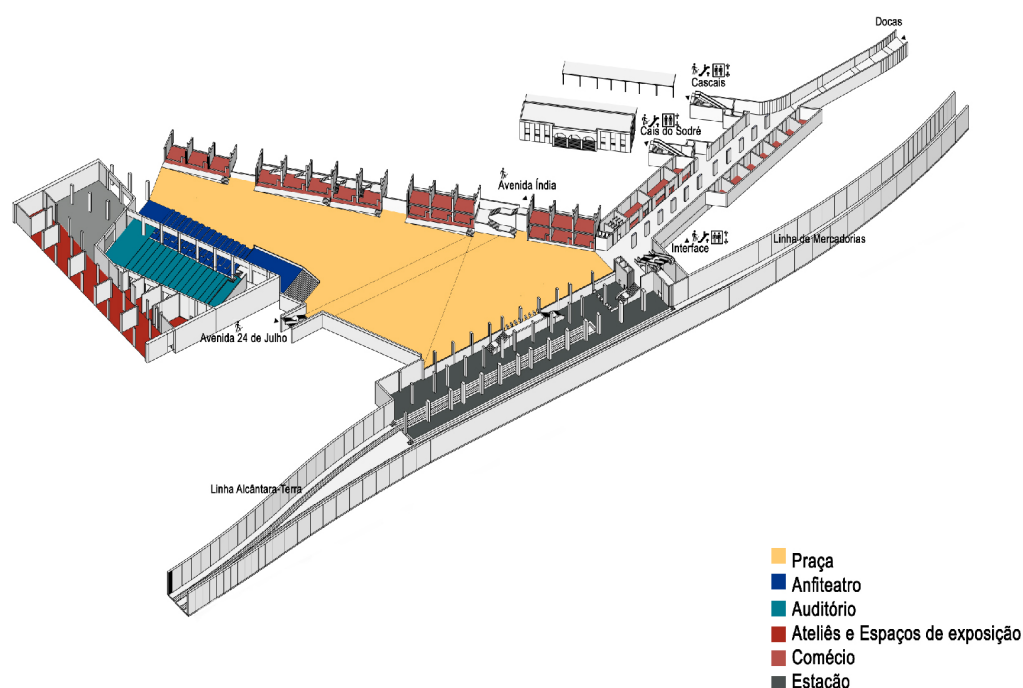 Docas
Cascais
Cais do Sodré
Avenida Índia
Interface
Linha de Mercadorias
Avenida 24 de Julho
Linha Alcântara-Terra
Praça
Anfiteatro
Auditório
Ateliês e Espaços de exposição
Comécio
Estação